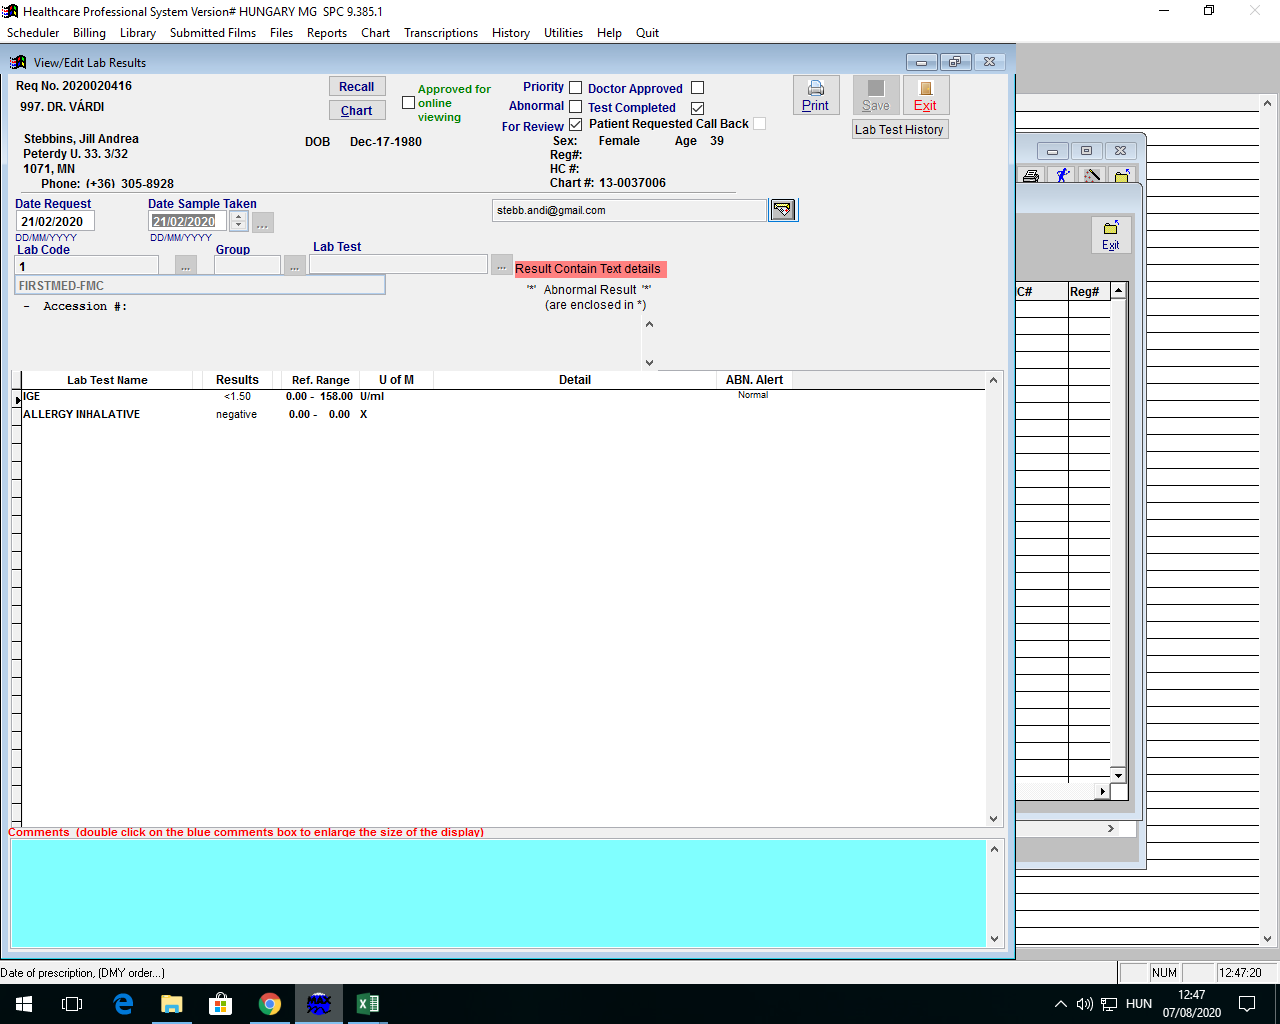 Healthcare Professional System Version# HUNGARY MG  SPC 9.385.1
Scheduler Billing Library Submitted Films Files Reports Chart Transcriptions History Utilities Help Quit
View/Edit Lab Results
Req No. 2020020416
997. DR. VÁRDI
Recall
Chart
Approved for
online
viewing
Priority Doctor Approved
Abnormal Test Completed
For Review Patient Requested Call Back
Print
Save
Exit
Lab Test History
Stebbins, Jill Andrea
Peterdy U. 33. 3/32
1071, MN
Phone: (+36) 305-8928
DOB Dec-17-1980
Sex: Female Age 39
Reg#:
HC #:
Chart #: 13-0037006
Date Request Date Sample Taken
21/02/2020 21/02/2020 ...
DD/MM/YYYY DD/MM/YYYY
stebb.andi@gmail.com
Lab Code Group Lab Test
1 ... ... ...
FIRSTMED-FMC
Result Contain Text details
'*' Abnormal Result '*'
(are enclosed in *)
- Accession #:
Lab Test Name Results Ref. Range U of M Detail ABN. Alert
IGE <1.50 0.00 - 158.00 U/ml Normal
ALLERGY INHALATIVE negative 0.00 - 0.00 X
Comments (double click on the blue comments box to enlarge the size of the display)
Exit
C# Reg#
Date of prescription, (DMY order...)
NUM 12:47:20
MAX
HUN
12:47
07/08/2020